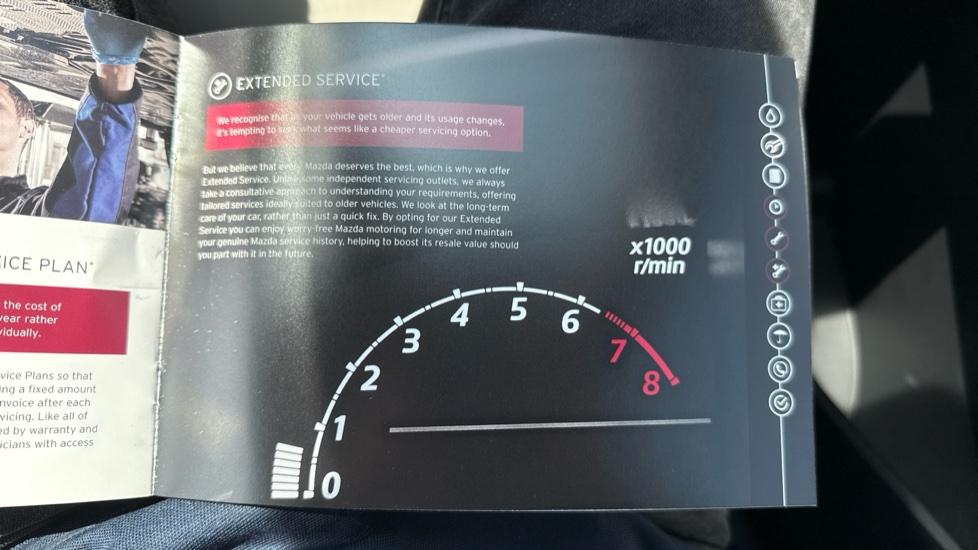 EXTENDED SERVICE*
We recognise that as your vehicle gets older and its usage changes,
it's tempting to seek what seems like a cheaper servicing option.
But we believe that every Mazda deserves the best, which is why we offer
Extended Service. Unlike some independent servicing outlets, we always
take a consultative approach to understanding your requirements, offering
tailored services ideally suited to older vehicles. We look at the long-term
care of your car, rather than just a quick fix. By opting for our Extended
Service you can enjoy worry-free Mazda motoring for longer and maintain
your genuine Mazda service history, helping to boost its resale value should
you part with it in the future.
x1000
r/min
0
1
2
3
4
5
6
7
8
ICE PLAN*
the cost of
year rather
vidually.
vice Plans so that
ng a fixed amount
nvoice after each
vicing. Like all of
ed by warranty and
icians with access